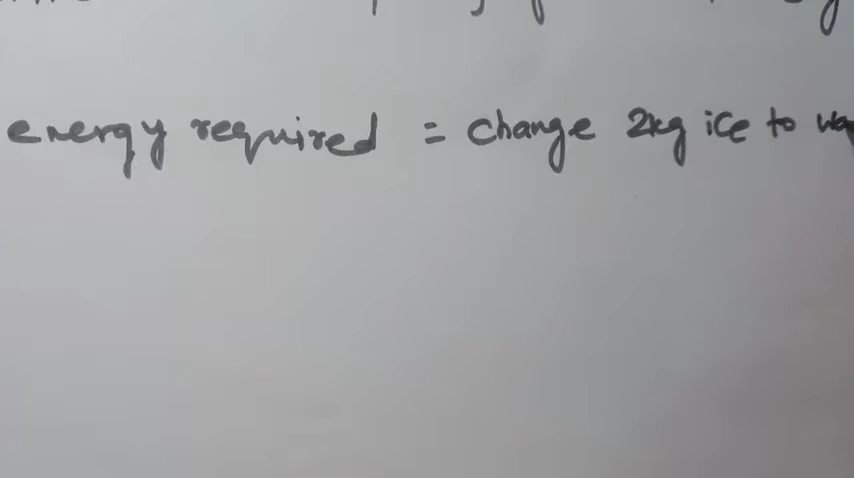 energy required = change 2kg ice to